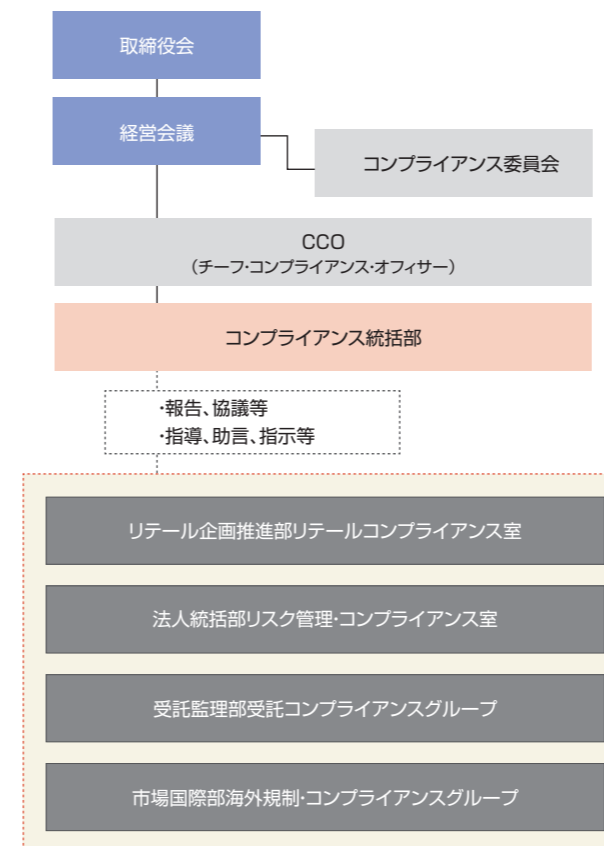 取締役会
経営会議
コンプライアンス委員会
CCO
（チーフ・コンプライアンス・オフィサー）
コンプライアンス統括部
・報告、協議等
・指導、助言、指示等
リテール企画推進部リテールコンプライアンス室
法人統括部リスク管理・コンプライアンス室
受託監理部受託コンプライアンスグループ
市場国際部海外規制・コンプライアンスグループ